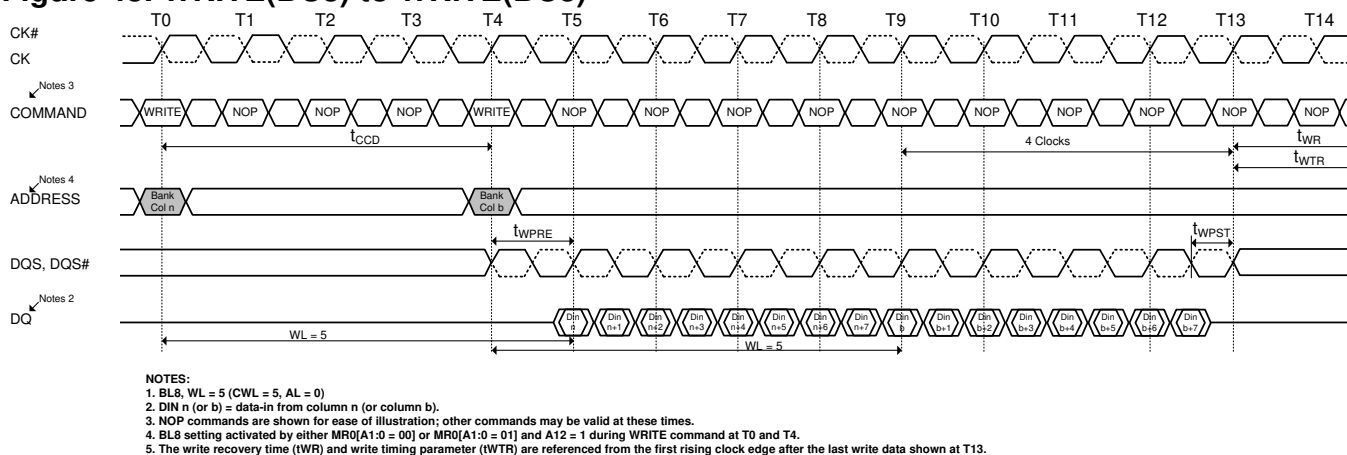 T0 T1 T2 T3 T4 T5 T6 T7 T8 T9 T10 T11 T12 T13 T14
CK#
CK
Notes 3
COMMAND WRITE NOP NOP NOP WRITE NOP NOP NOP NOP NOP NOP NOP NOP NOP NOP
tCCD 4 Clocks tWR
tWTR
Notes 4
ADDRESS
Bank Bank
Col n Col b
tWPRE tWPST
DQS, DQS#
Notes 2
DQ
Din Din Din Din Din Din Din Din Din Din Din Din Din Din Din Din
n n+1 n+2 n+3 n+4 n+5 n+6 n+7 b b+1 b+2 b+3 b+4 b+5 b+6 b+7
WL = 5
WL = 5
NOTES:
1. BL8, WL = 5 (CWL = 5, AL = 0)
2. DIN n (or b) = data-in from column n (or column b).
3. NOP commands are shown for ease of illustration; other commands may be valid at these times.
4. BL8 setting activated by either MR0[A1:0 = 00] or MR0[A1:0 = 01] and A12 = 1 during WRITE command at T0 and T4.
5. The write recovery time (tWR) and write timing parameter (tWTR) are referenced from the first rising clock edge after the last write data shown at T13.